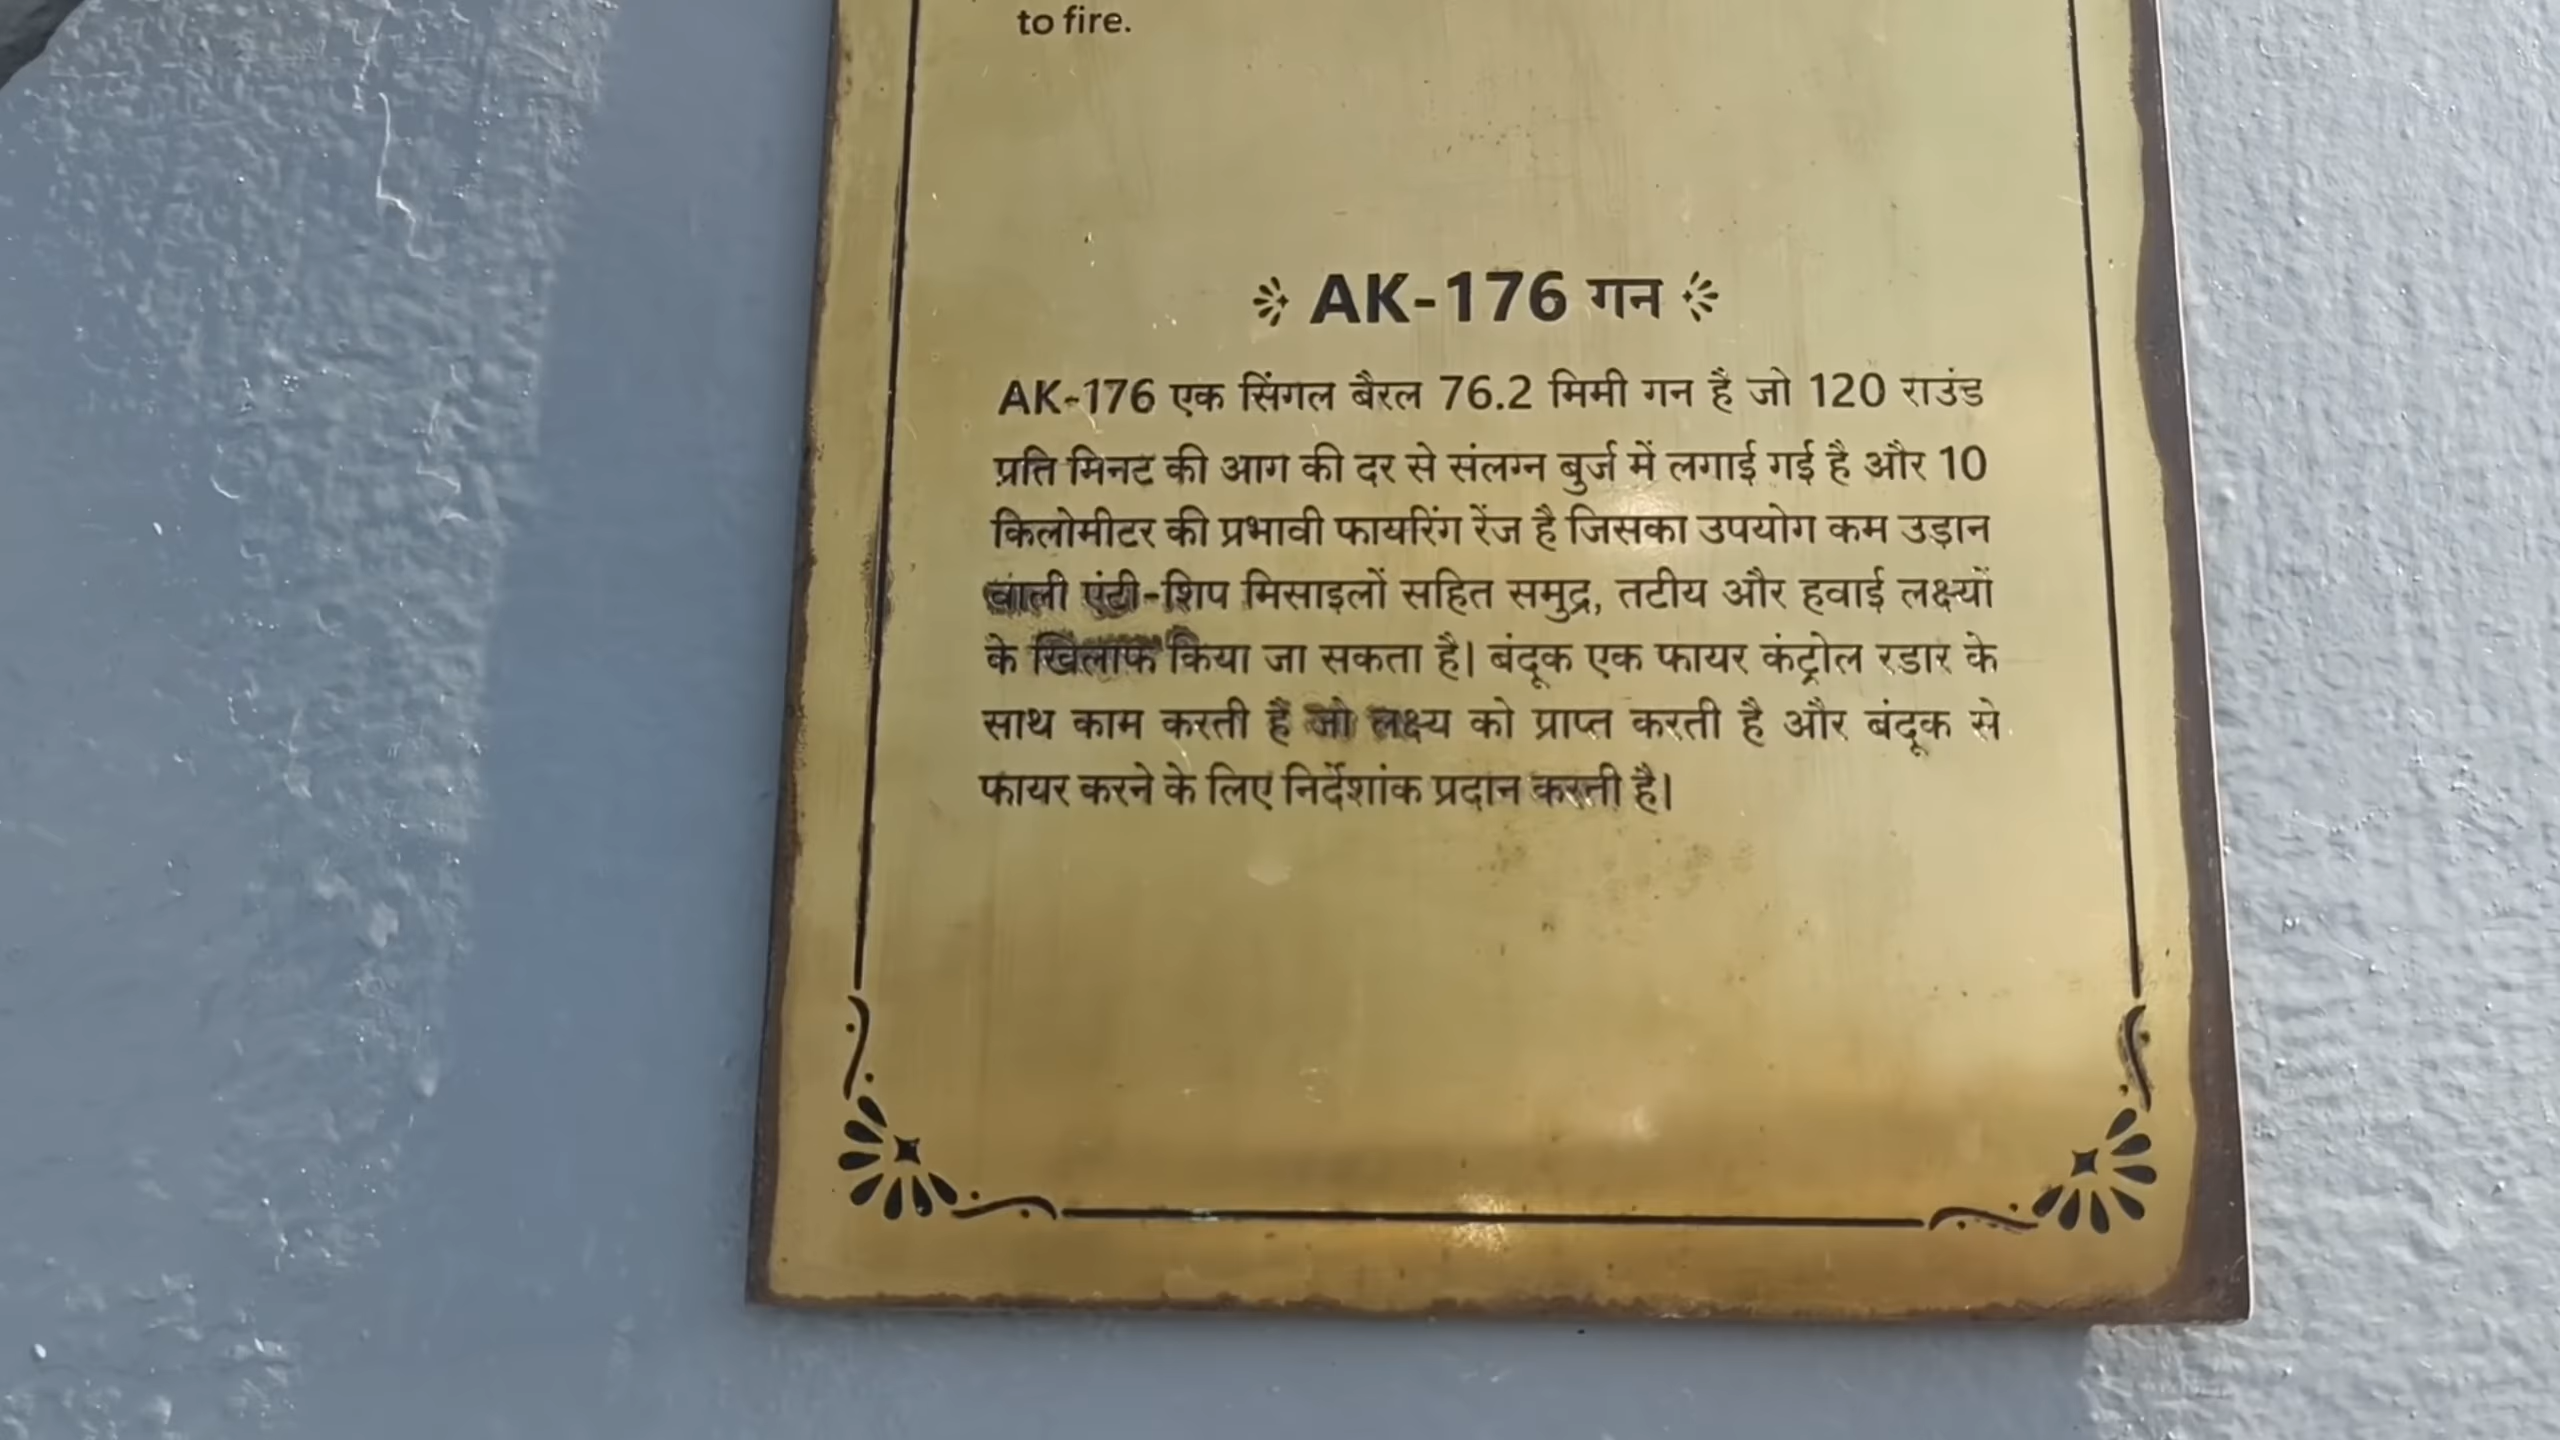 to fire.
AK-176 गन
AK-176 एक सिंगल बैरल 76.2 मिमी गन है जो 120 राउंड
प्रति मिनट की आग की दर से संलग्न बुर्ज में लगाई गई है और 10
किलोमीटर की प्रभावी फायरिंग रेंज है जिसका उपयोग कम उड़ान
वाली एंटी-शिप मिसाइलों सहित समुद्र, तटीय और हवाई लक्ष्यों
के खिलाफ किया जा सकता है। बंदूक एक फायर कंट्रोल रडार के
साथ काम करती है जो लक्ष्य को प्राप्त करती है और बंदूक से
फायर करने के लिए निर्देशांक प्रदान करती है।